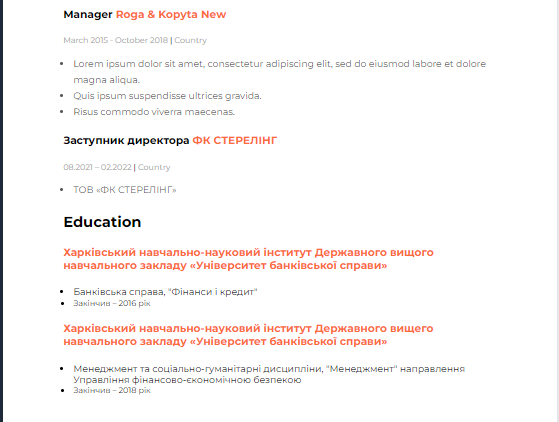 Manager Roga & Kopyta New
March 2015 - October 2018 | Country
Lorem ipsum dolor sit amet, consectetur adipiscing elit, sed do eiusmod labore et dolore
magna aliqua.
Quis ipsum suspendisse ultrices gravida.
Risus commodo viverra maecenas.
Заступник директора ФК СТЕРЕЛІНГ
08.2021 – 02.2022 | Country
ТОВ «ФК СТЕРЕЛІНГ»
Education
Харківський навчально-науковий інститут Державного вищого
навчального закладу «Університет банківської справи»
Банківська справа, "Фінанси і кредит"
Закінчив – 2016 рік
Харківський навчально-науковий інститут Державного вищего
навчального закладу «Університет банківської справи»
Менеджмент та соціально-гуманітарні дисципліни, "Менеджмент" направлення
Управління фінансово-економічною безпекою
Закінчив – 2018 рік